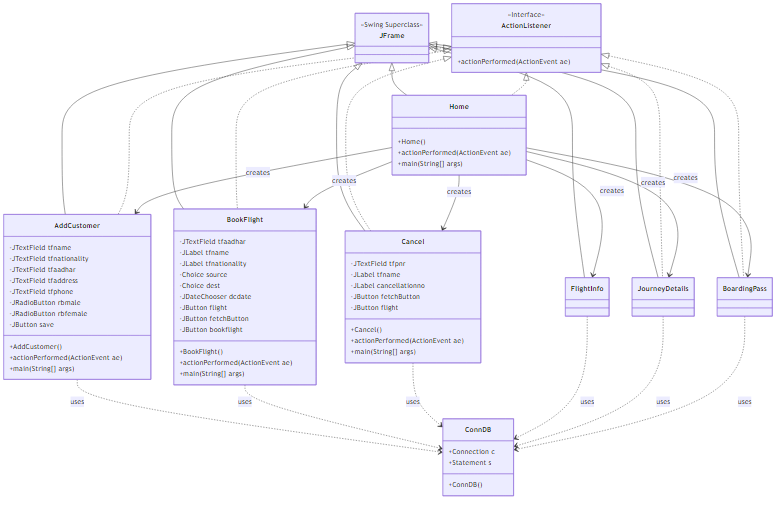 «Swing Superclass»
JFrame
«Interface»
ActionListener
+actionPerformed(ActionEvent ae)
Home
+Home()
+actionPerformed(ActionEvent ae)
+main(String[] args)
creates
creates
creates
creates
creates
creates
AddCustomer
-JTextField tfname
-JTextField tfnationality
-JTextField tfaadhar
-JTextField tfaddress
-JTextField tfphone
-JRadioButton rbmale
-JRadioButton rbfemale
-JButton save
+AddCustomer()
+actionPerformed(ActionEvent ae)
+main(String[] args)
BookFlight
-JTextField tfaadhar
-JLabel tfname
-JLabel tfnationality
-Choice source
-Choice dest
-JDateChooser dcdate
-JButton flight
-JButton fetchButton
-JButton bookflight
+BookFlight()
+actionPerformed(ActionEvent ae)
+main(String[] args)
Cancel
-JTextField tfpnr
-JLabel tfname
-JLabel cancellationno
-JButton fetchButton
-JButton flight
+Cancel()
+actionPerformed(ActionEvent ae)
+main(String[] args)
FlightInfo
JourneyDetails
BoardingPass
uses
uses
uses
uses
uses
uses
ConnDB
+Connection c
+Statement s
+ConnDB()